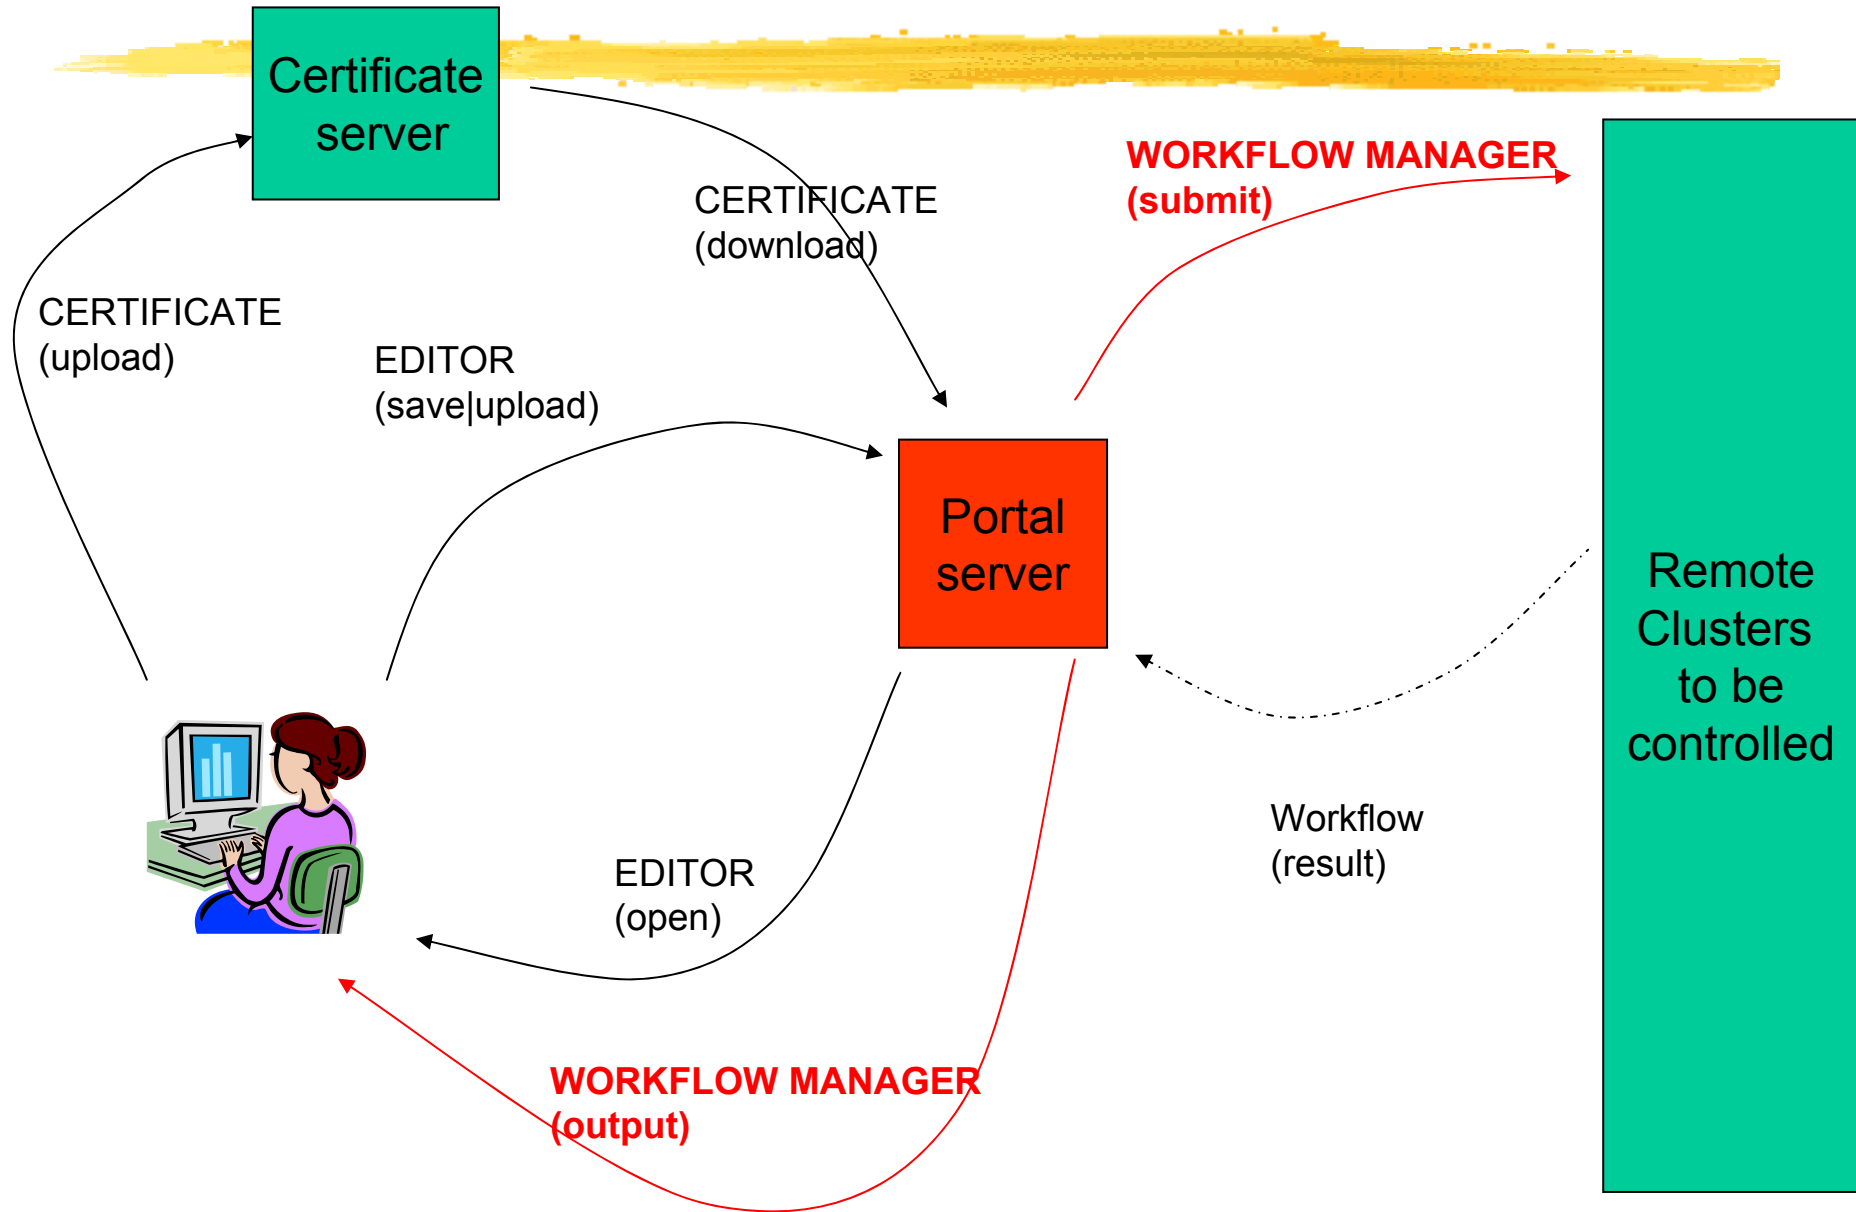 Certificate
server
WORKFLOW MANAGER
(submit)
CERTIFICATE
(download)
CERTIFICATE
(upload)
EDITOR
(save|upload)
Portal
server
Remote
Clusters
to be
controlled
Workflow
(result)
EDITOR
(open)
WORKFLOW MANAGER
(output)